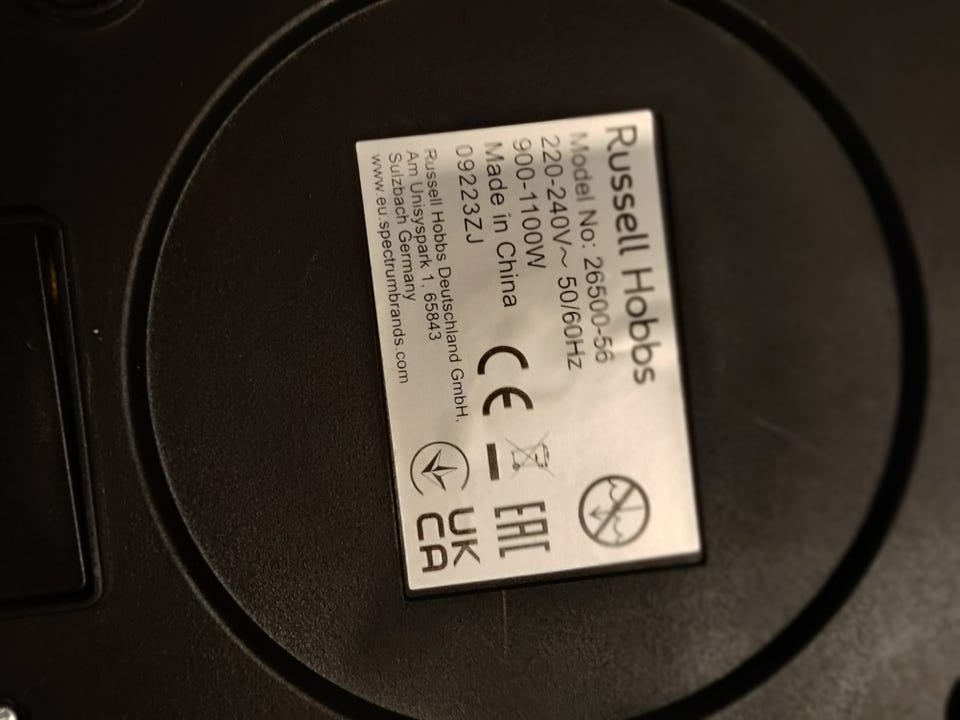 Russell Hobbs
Model No: 26500-56
220-240V~ 50/60Hz
900-1100W
Made in China
09223ZJ
CE
EAC
Russell Hobbs Deutschland GmbH.
Am Unisyspark 1, 65843
Sulzbach Germany
www.eu.spectrumbrands.com
UK
CA